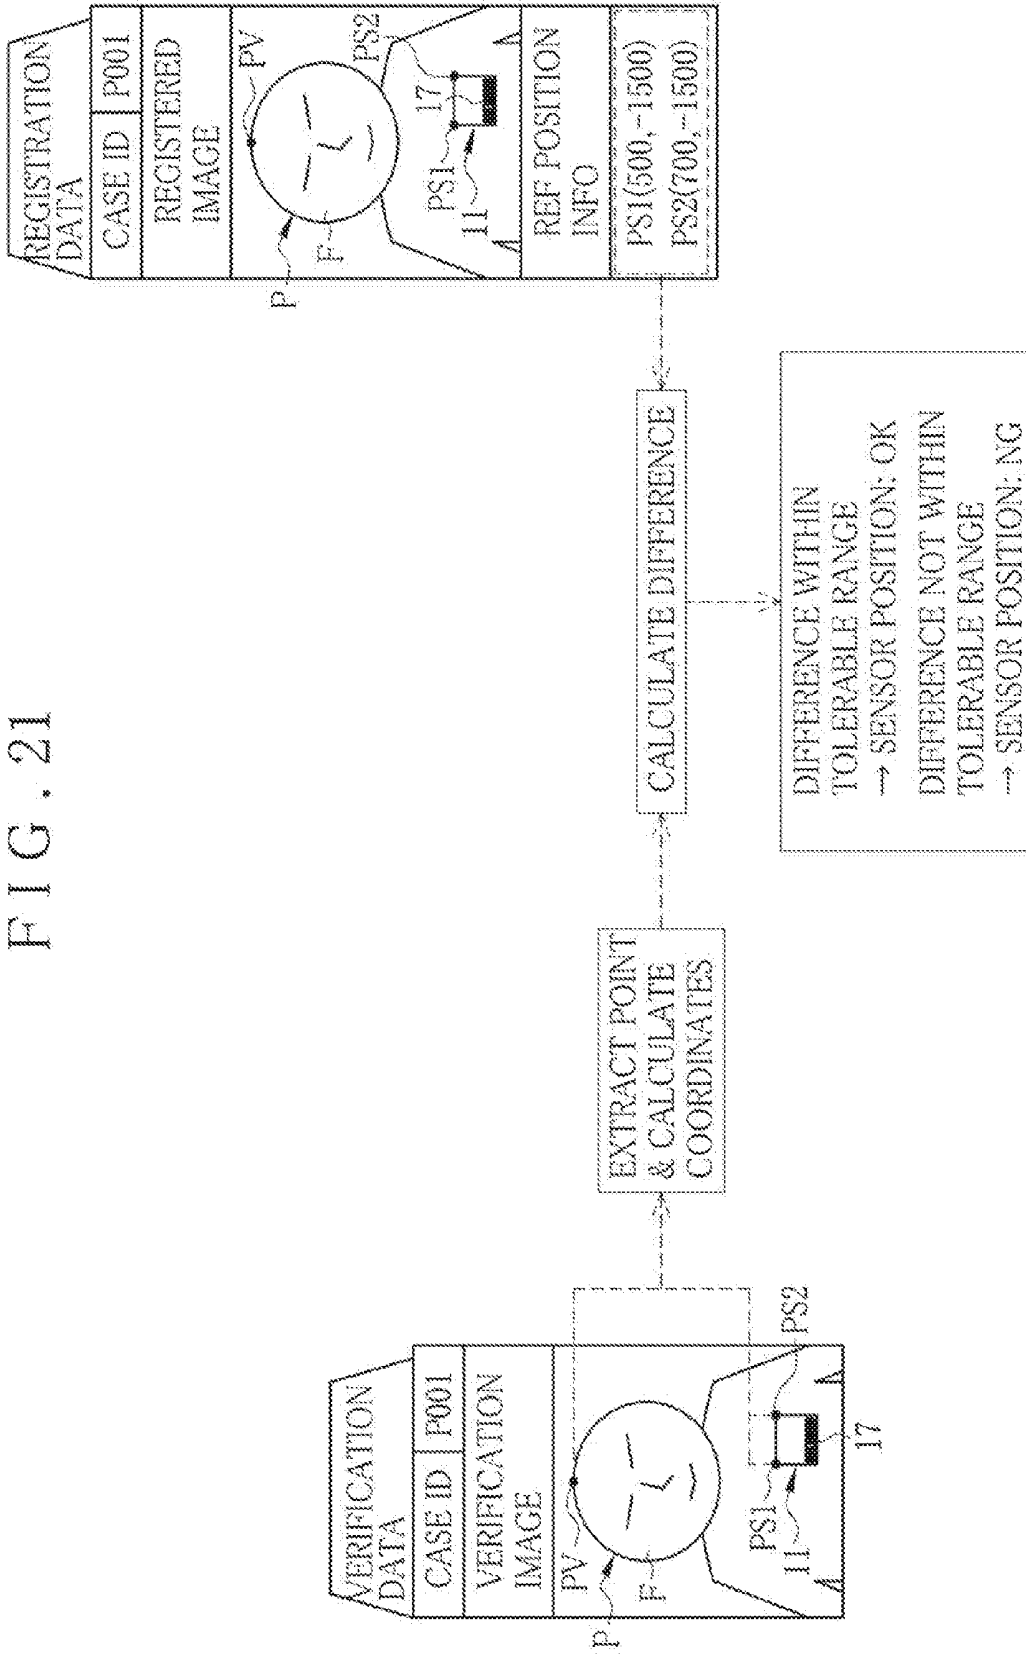 FIG. 21
VERIFICATION
DATA
CASE ID
P001
VERIFICATION
IMAGE
PV
P
F
PS1
11
PS2
17
EXTRACT POINT
& CALCULATE
COORDINATES
CALCULATE DIFFERENCE
DIFFERENCE WITHIN
TOLERABLE RANGE
→ SENSOR POSITION: OK
DIFFERENCE NOT WITHIN
TOLERABLE RANGE
→ SENSOR POSITION: NG
REGISTRATION
DATA
CASE ID
P001
REGISTERED
IMAGE
PV
P
F
PS2
17
PS1
11
REF POSITION
INFO
PS1(500,-1500)
PS2(700,-1500)